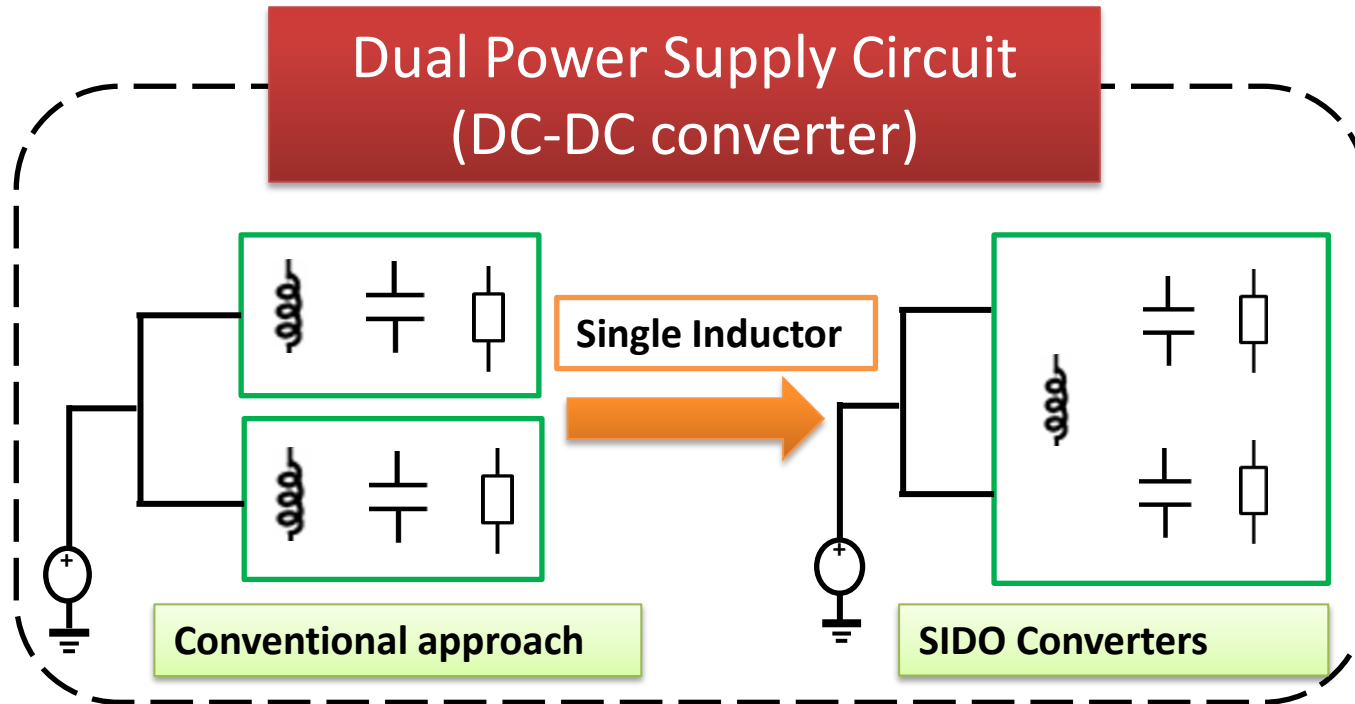 Dual Power Supply Circuit
(DC-DC converter)
Single Inductor
+
+
Conventional approach
SIDO Converters